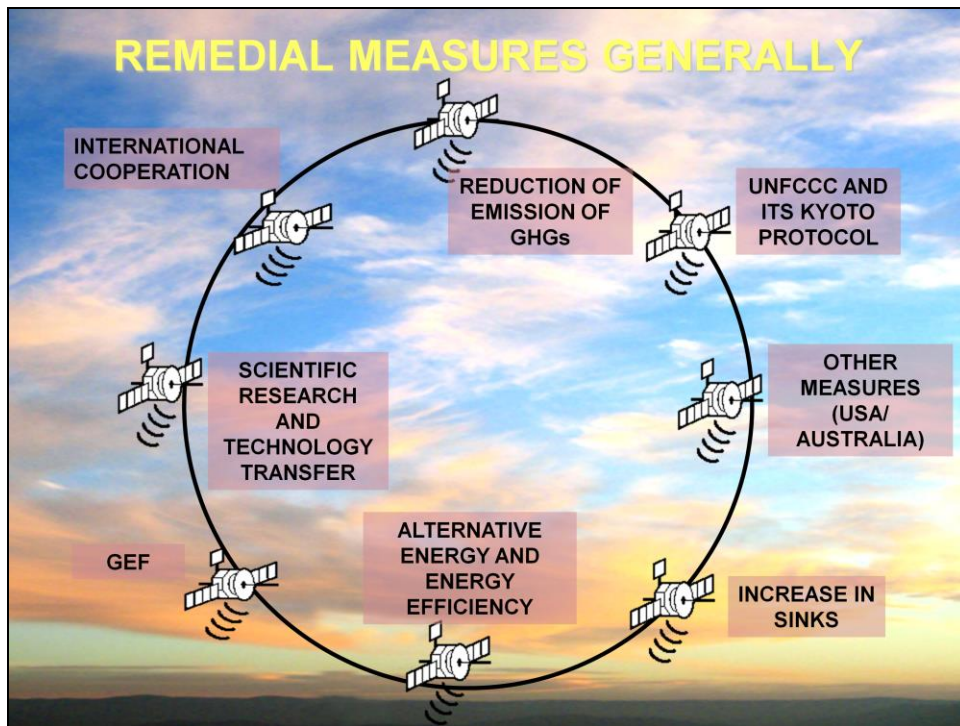 REMEDIAL MEASURES GENERALLY
INTERNATIONAL
COOPERATION
REDUCTION OF
EMISSION OF
GHGs
UNFCCC AND
ITS KYOTO
PROTOCOL
SCIENTIFIC
RESEARCH
AND
TECHNOLOGY
TRANSFER
OTHER
MEASURES
(USA/
AUSTRALIA)
GEF
ALTERNATIVE
ENERGY AND
ENERGY
EFFICIENCY
INCREASE IN
SINKS